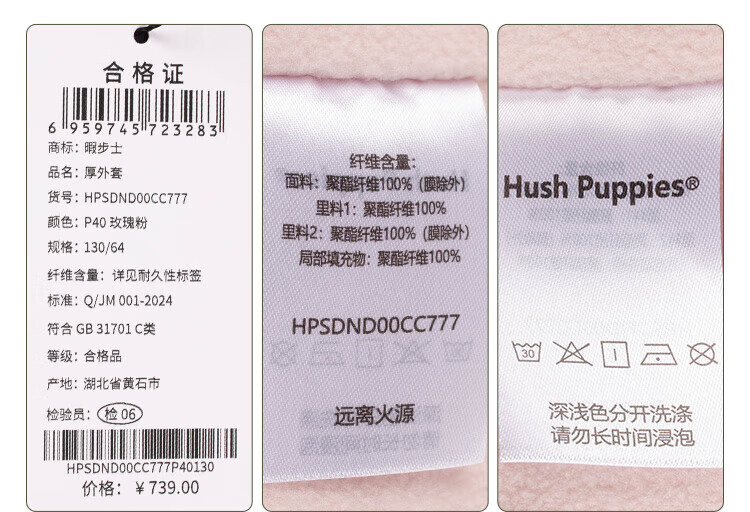 合格证
6 959745 723283
商标：暇步士
品名：厚外套
货号：HPSDND00CC777
颜色：P40 玫瑰粉
规格：130/64
纤维含量：详见耐久性标签
标准：Q/JM 001-2024
符合 GB 31701 C类
等级：合格品
产地：湖北省黄石市
检验员：检 06
HPSDND00CC777P40130
价格：￥739.00
纤维含量：
面料：聚酯纤维100%（膜除外）
里料1：聚酯纤维100%
里料2：聚酯纤维100%（膜除外）
局部填充物：聚酯纤维100%
HPSDND00CC777
远离火源
Hush Puppies®
30
深浅色分开洗涤
请勿长时间浸泡